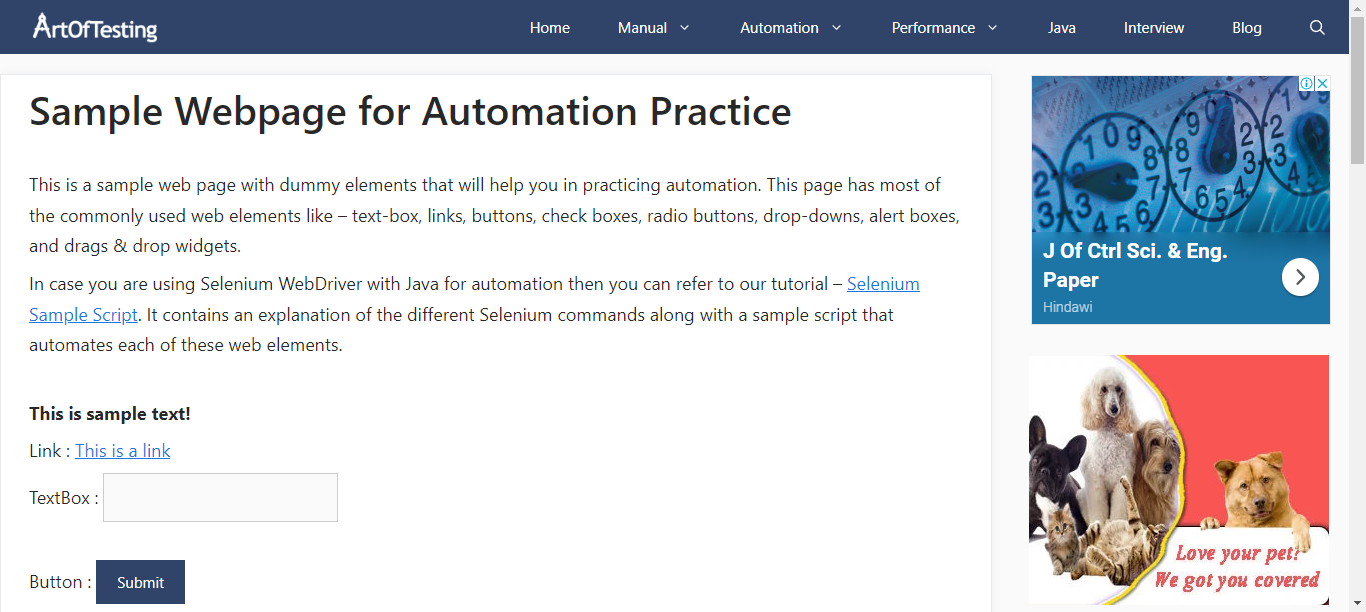 ArtOfTesting
Home Manual Automation Performance Java Interview Blog
Sample Webpage for Automation Practice
This is a sample web page with dummy elements that will help you in practicing automation. This page has most of
the commonly used web elements like – text-box, links, buttons, check boxes, radio buttons, drop-downs, alert boxes,
and drags & drop widgets.
In case you are using Selenium WebDriver with Java for automation then you can refer to our tutorial – Selenium
Sample Script. It contains an explanation of the different Selenium commands along with a sample script that
automates each of these web elements.
This is sample text!
Link : This is a link
TextBox :
Button : Submit
J Of Ctrl Sci. & Eng.
Paper
Hindawi
Love your pet?
We got you covered